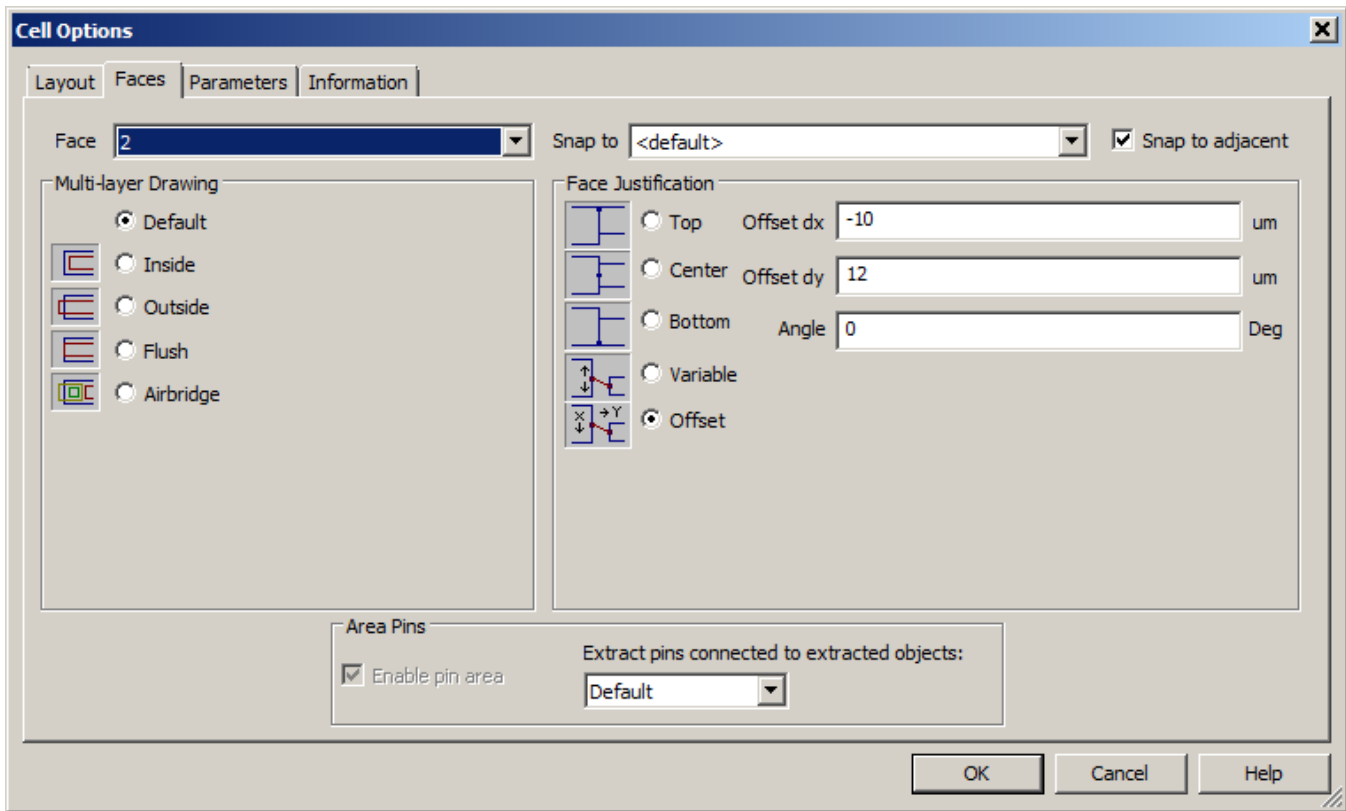 Cell Options
Layout Faces Parameters Information
Face 2 Snap to <default> Snap to adjacent
Multi-layer Drawing
Default
Inside
Outside
Flush
Airbridge
Face Justification
Top Offset dx -10 um
Center Offset dy 12 um
Bottom Angle 0 Deg
Variable
X Y Offset
Area Pins
Enable pin area
Extract pins connected to extracted objects:
Default
OK Cancel Help